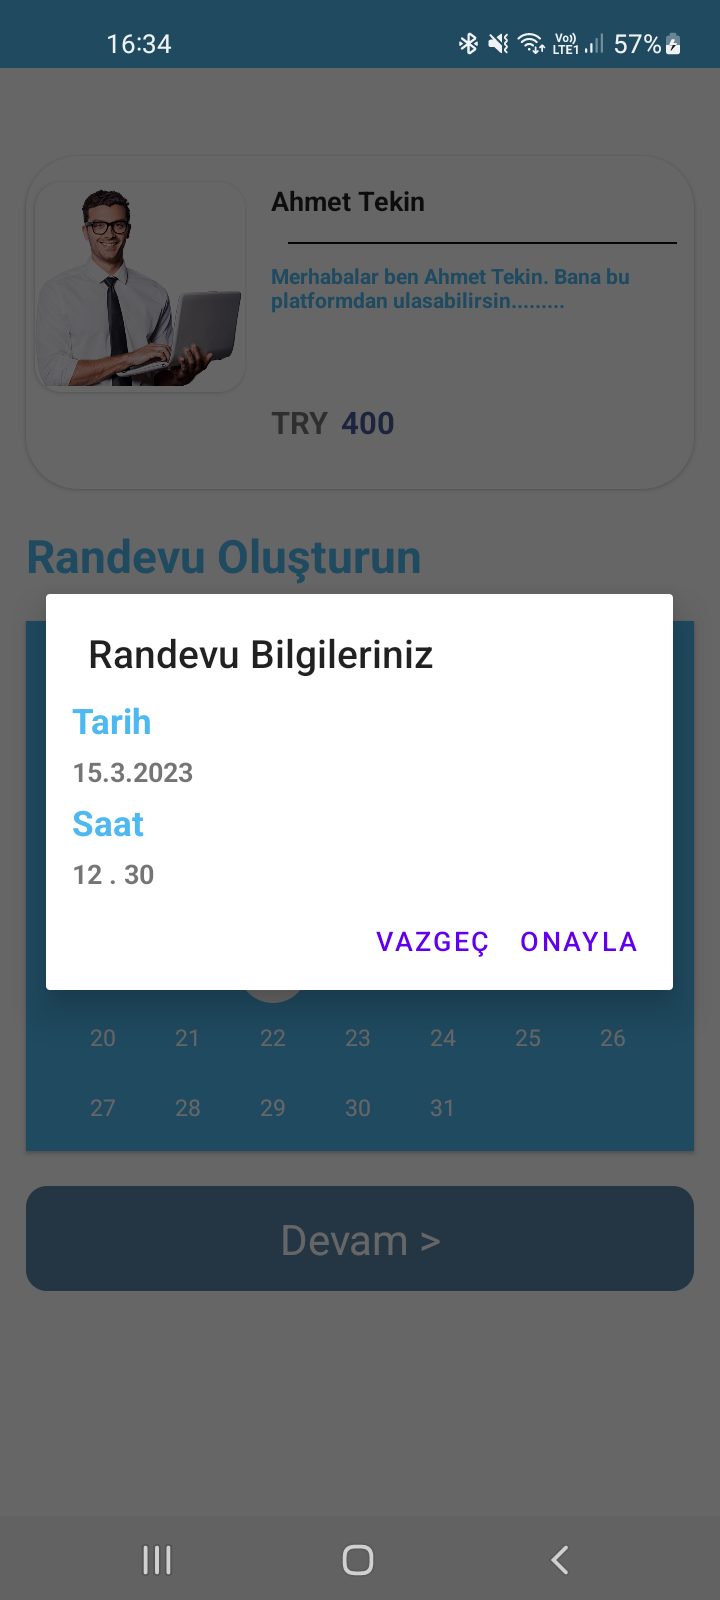 16:34
Vo))
LTE1
57%
Ahmet Tekin
Merhabalar ben Ahmet Tekin. Bana bu
platformdan ulasabilirsin.........
TRY 400
Randevu Oluşturun
Randevu Bilgileriniz
Tarih
15.3.2023
Saat
12 . 30
VAZGEÇ ONAYLA
20 21 22 23 24 25 26
27 28 29 30 31
Devam >